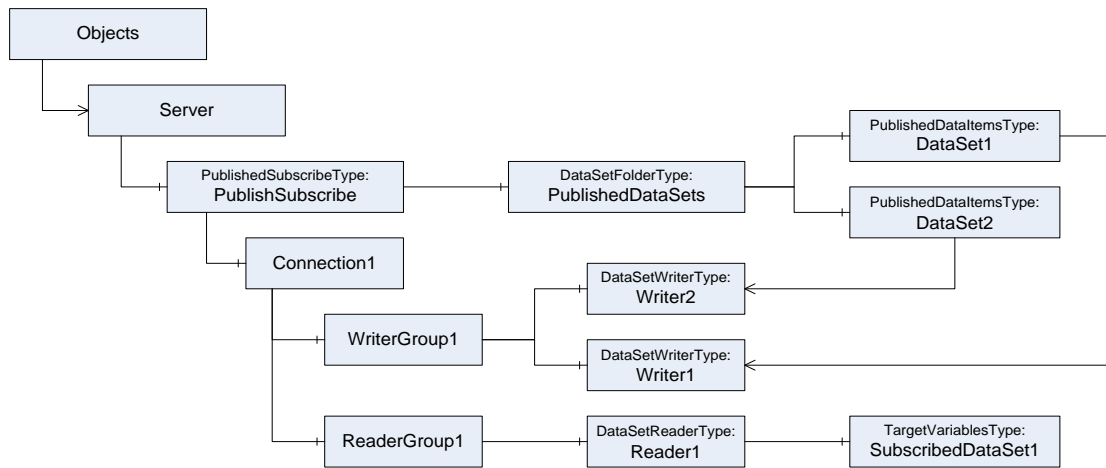 Objects
Server
PublishedSubscribeType:
PublishSubscribe
DataSetFolderType:
PublishedDataSets
PublishedDataItemsType:
DataSet1
PublishedDataItemsType:
DataSet2
Connection1
DataSetWriterType:
Writer2
WriterGroup1
DataSetWriterType:
Writer1
ReaderGroup1
DataSetReaderType:
Reader1
TargetVariablesType:
SubscribedDataSet1